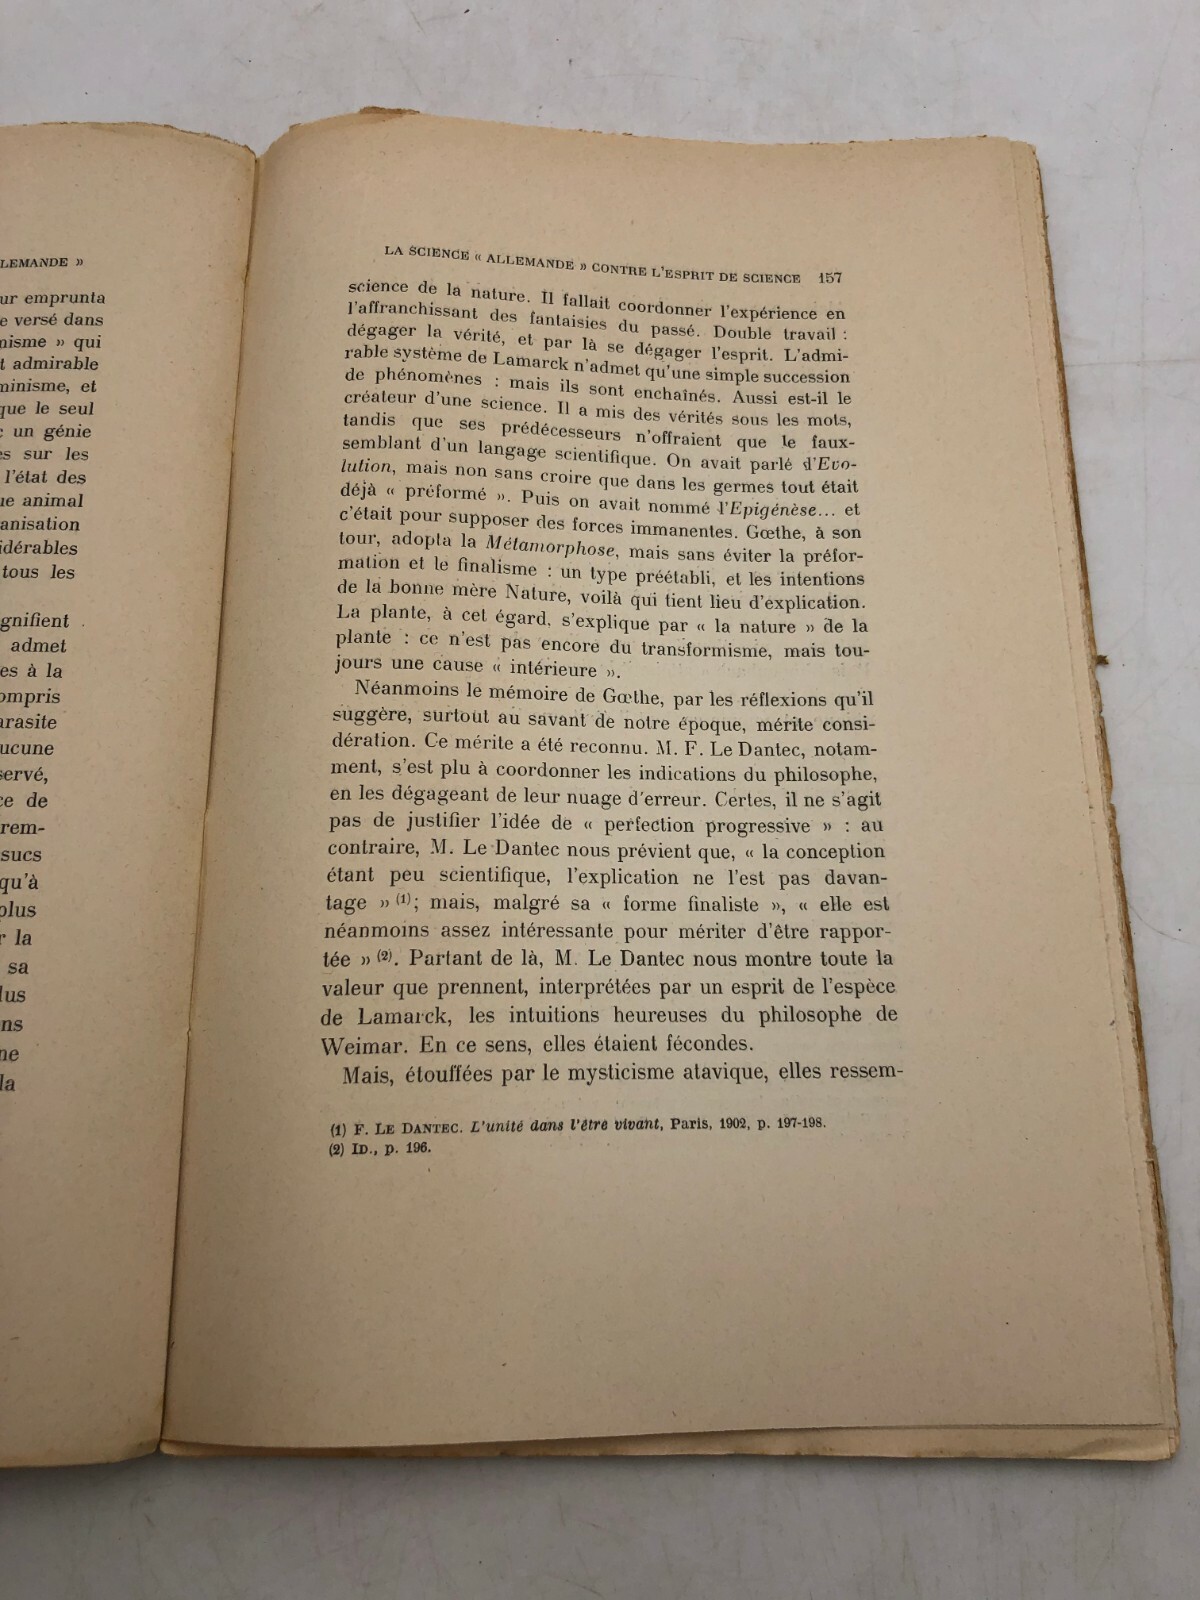 LEMANDE »
ur emprunta
e versé dans
nisme » qui
t admirable
minisme, et
que le seul
c un génie
es sur les
l'état des
ue animal
anisation
idérables
tous les
gnifient
admet
es à la
ompris
arasite
ucune
servé,
ce de
rem-
sucs
qu'à
plus
r la
sa
lus
ns
ne
la
LA SCIENCE « ALLEMANDE » CONTRE L'ESPRIT DE SCIENCE 157
science de la nature. Il fallait coordonner l'expérience en
l'affranchissant des fantaisies du passé. Double travail :
dégager la vérité, et par là se dégager l'esprit. L'admi-
rable système de Lamarck n'admet qu'une simple succession
de phénomènes : mais ils sont enchaînés. Aussi est-il le
créateur d'une science. Il a mis des vérités sous les mots,
tandis que ses prédécesseurs n'offraient que le faux-
semblant d'un langage scientifique. On avait parlé d'Evo-
lution, mais non sans croire que dans les germes tout était
déjà « préformé ». Puis on avait nommé l'Epigénèse... et
c'était pour supposer des forces immanentes. Gœthe, à son
tour, adopta la Métamorphose, mais sans éviter la préfor-
mation et le finalisme : un type préétabli, et les intentions
de la bonne mère Nature, voilà qui tient lieu d'explication.
La plante, à cet égard, s'explique par « la nature » de la
plante : ce n'est pas encore du transformisme, mais tou-
jours une cause « intérieure ».
Néanmoins le mémoire de Gœthe, par les réflexions qu'il
suggère, surtout au savant de notre époque, mérite consi-
dération. Ce mérite a été reconnu. M. F. Le Dantec, notam-
ment, s'est plu à coordonner les indications du philosophe,
en les dégageant de leur nuage d'erreur. Certes, il ne s'agit
pas de justifier l'idée de « perfection progressive » : au
contraire, M. Le Dantec nous prévient que, « la conception
étant peu scientifique, l'explication ne l'est pas davan-
tage » (1); mais, malgré sa « forme finaliste », « elle est
néanmoins assez intéressante pour mériter d'être rappor-
tée » (2). Partant de là, M. Le Dantec nous montre toute la
valeur que prennent, interprétées par un esprit de l'espèce
de Lamarck, les intuitions heureuses du philosophe de
Weimar. En ce sens, elles étaient fécondes.
Mais, étouffées par le mysticisme atavique, elles ressem-
(1) F. LE DANTEC. L'unité dans l'être vivant, Paris, 1902, p. 197-198.
(2) ID., p. 196.